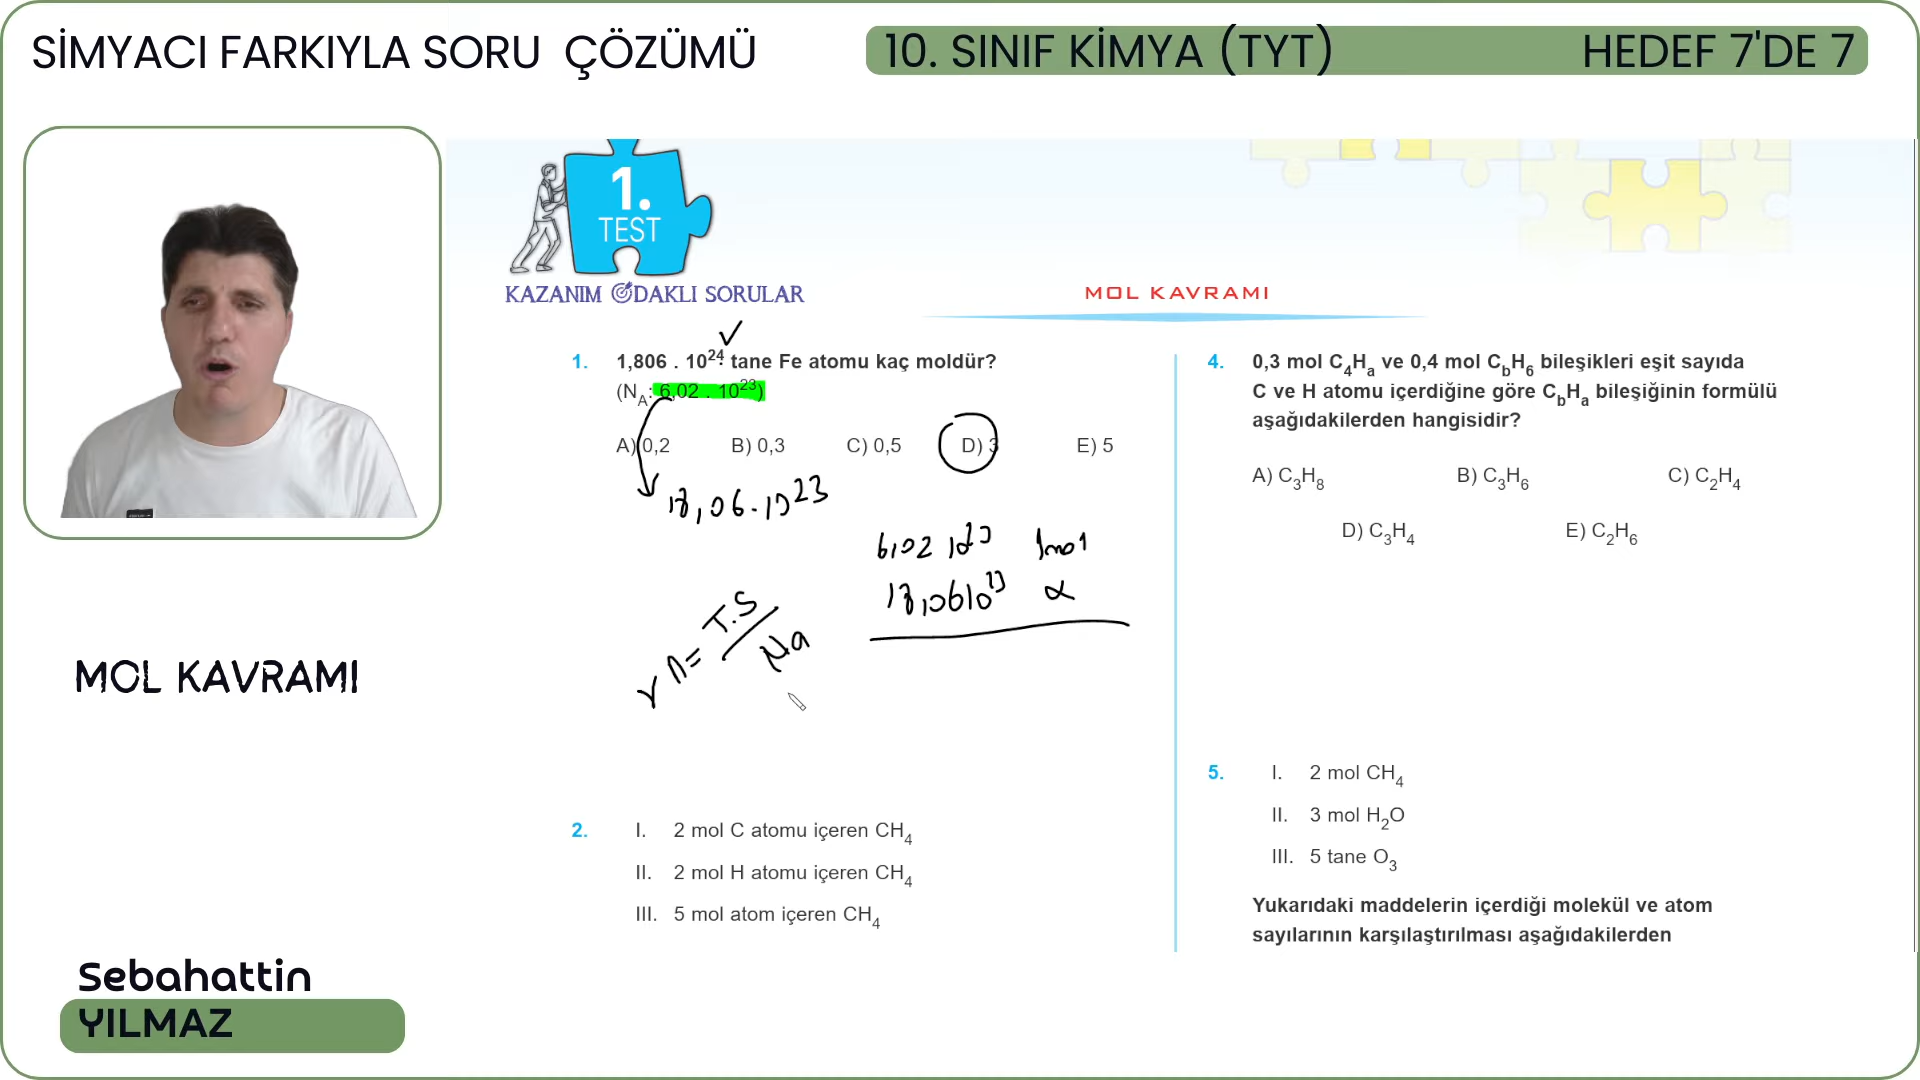 SİMYACI FARKIYLA SORU ÇÖZÜMÜ
10. SINIF KİMYA (TYT)
HEDEF 7'DE 7
1.
TEST
KAZANIM ODAKLI SORULAR
MOL KAVRAMI
1. 1,806 . 10²⁴ tane Fe atomu kaç moldür?
(N_A: 6,02 . 10²³)
A) 0,2 B) 0,3 C) 0,5 D) 3 E) 5
18,06.10²³
6,02 10²³ 1mol
18,06 10²³ x
n= T.S / Na
2. I. 2 mol C atomu içeren CH₄
II. 2 mol H atomu içeren CH₄
III. 5 mol atom içeren CH₄
4. 0,3 mol C₄Hₐ ve 0,4 mol C_bH₆ bileşikleri eşit sayıda
C ve H atomu içerdiğine göre C_bHₐ bileşiğinin formülü
aşağıdakilerden hangisidir?
A) C₃H₈ B) C₃H₆ C) C₂H₄
D) C₃H₄ E) C₂H₆
5. I. 2 mol CH₄
II. 3 mol H₂O
III. 5 tane O₃
Yukarıdaki maddelerin içerdiği molekül ve atom
sayılarının karşılaştırılması aşağıdakilerden
MOL KAVRAMI
Sebahattin
YILMAZ